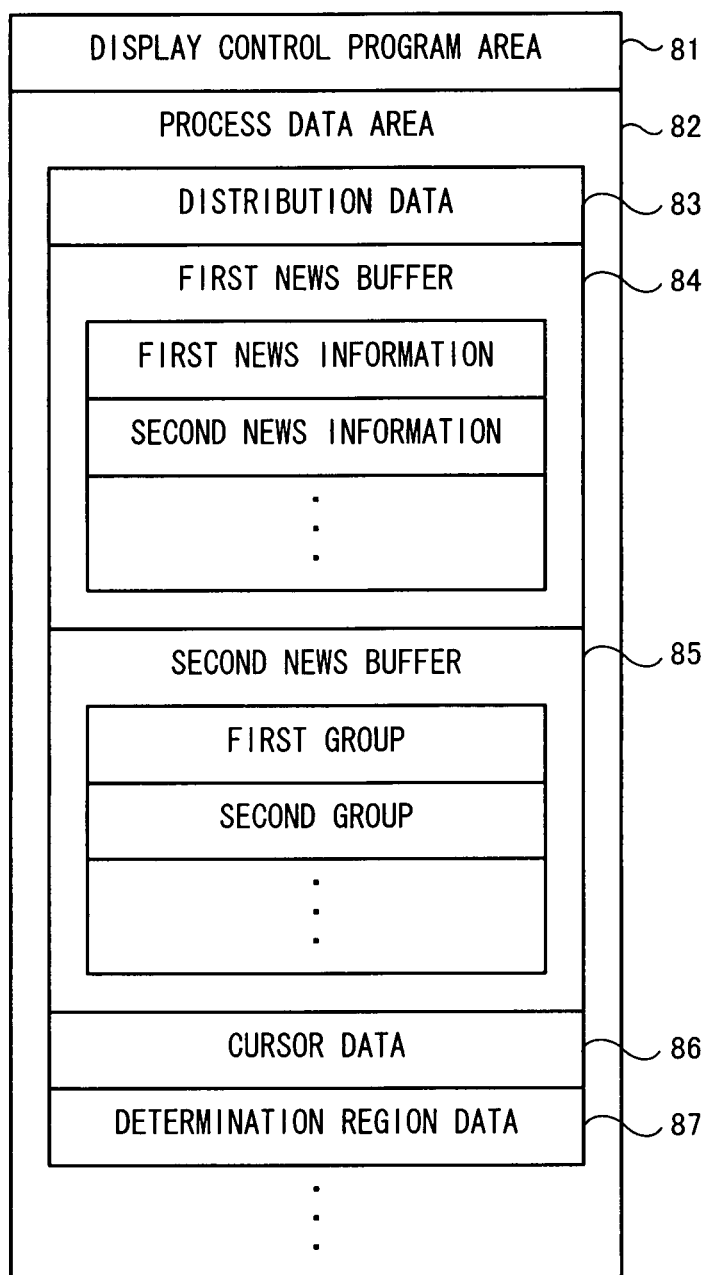 DISPLAY CONTROL PROGRAM AREA 81
PROCESS DATA AREA 82
DISTRIBUTION DATA 83
FIRST NEWS BUFFER 84
FIRST NEWS INFORMATION
SECOND NEWS INFORMATION
SECOND NEWS BUFFER 85
FIRST GROUP
SECOND GROUP
CURSOR DATA 86
DETERMINATION REGION DATA 87